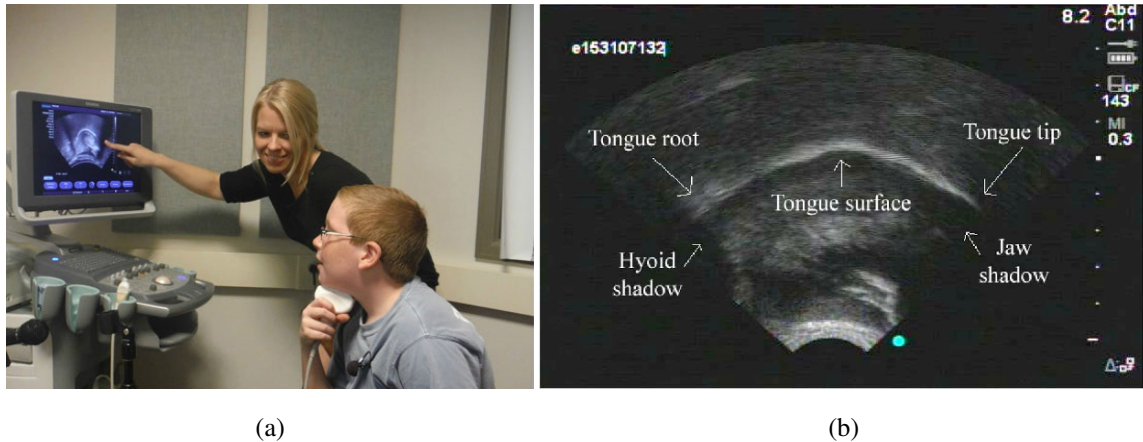 8.2
Abd
C11
e153107132
CF
143
MI
0.3
Tongue root
Tongue tip
Tongue surface
Hyoid
shadow
Jaw
shadow
(a)
(b)